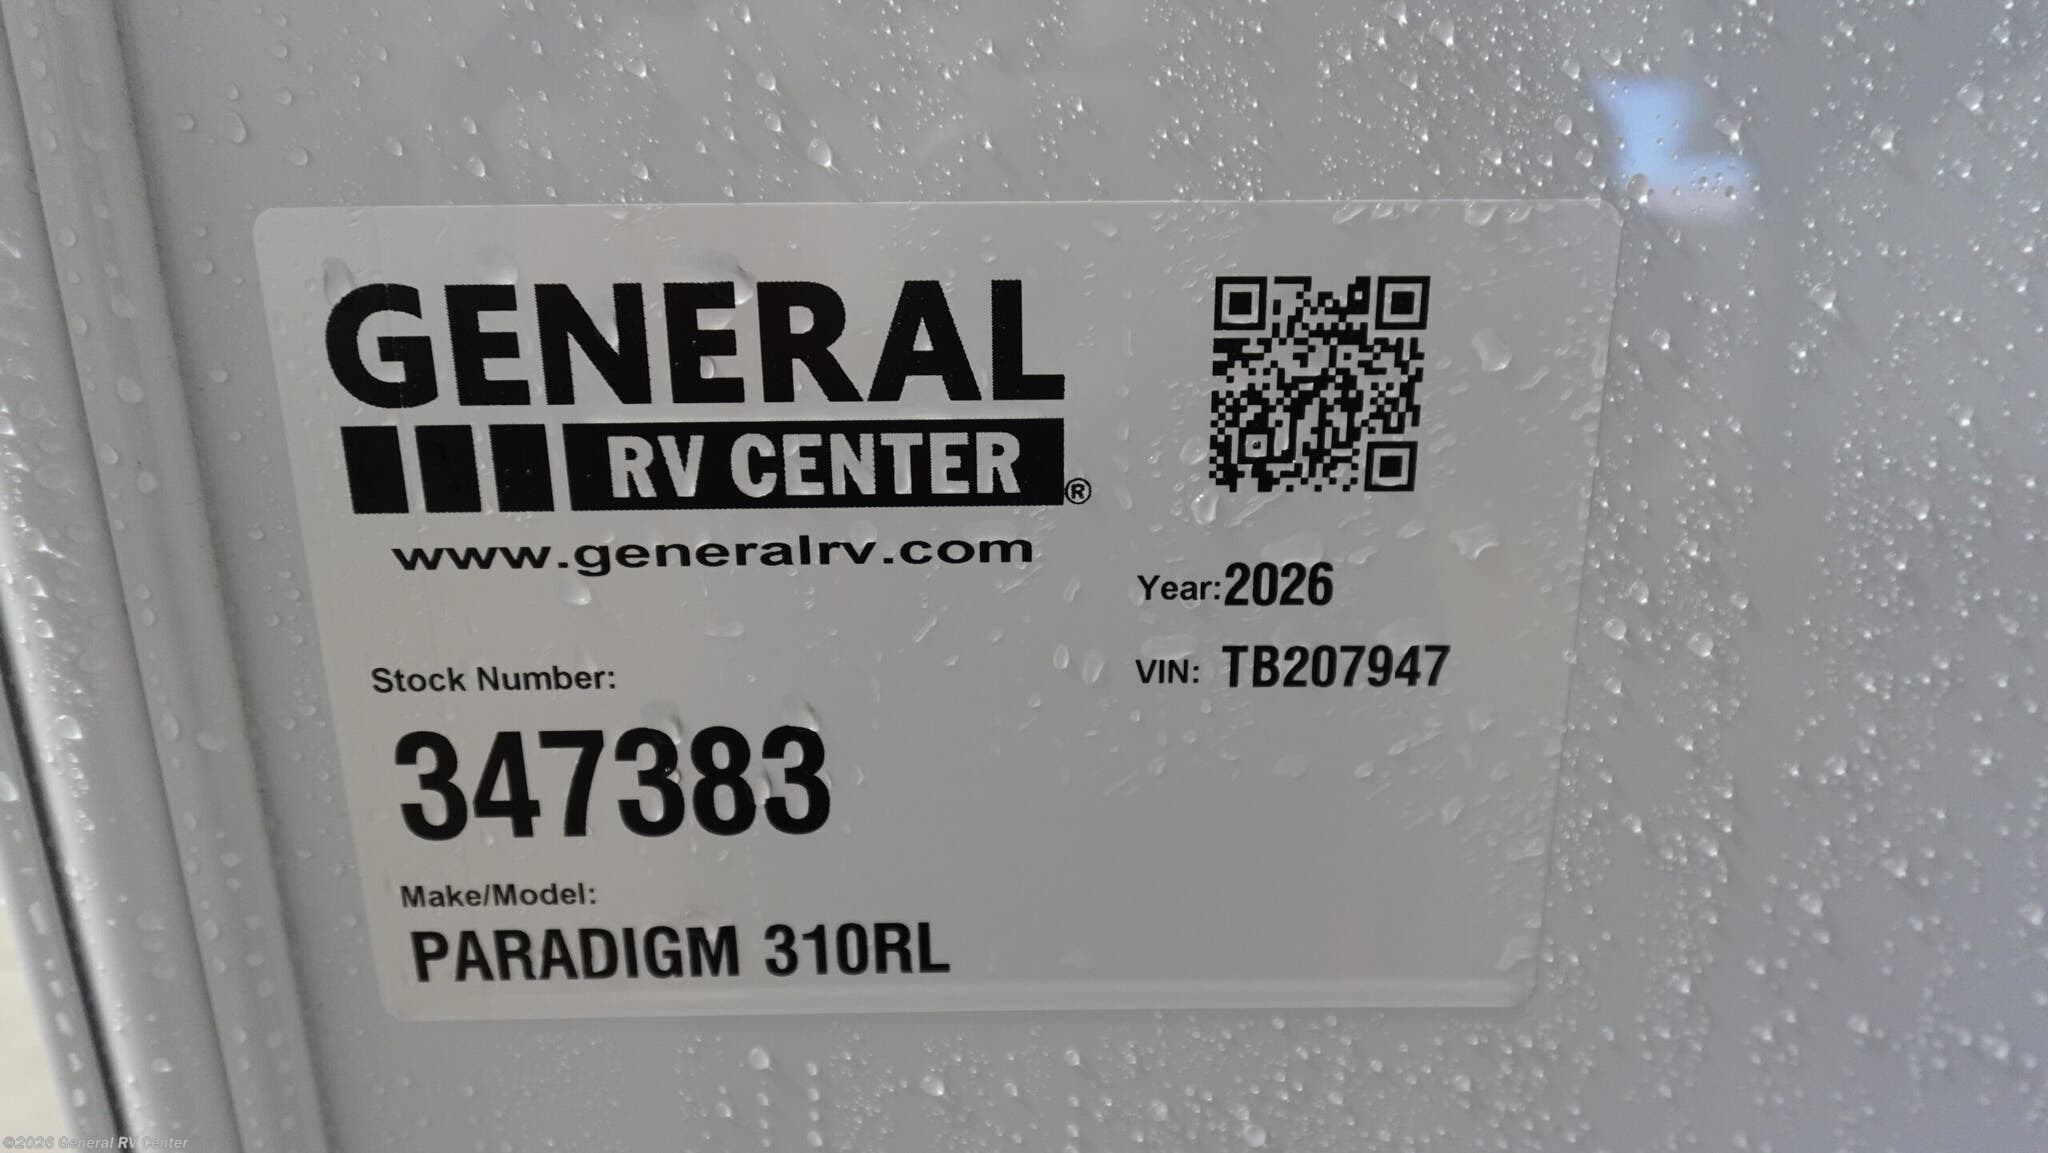 GENERAL
RV CENTER®
www.generalrv.com
Year: 2026
VIN: TB207947
Stock Number:
347383
Make/Model:
PARADIGM 310RL
©2026 General RV Center